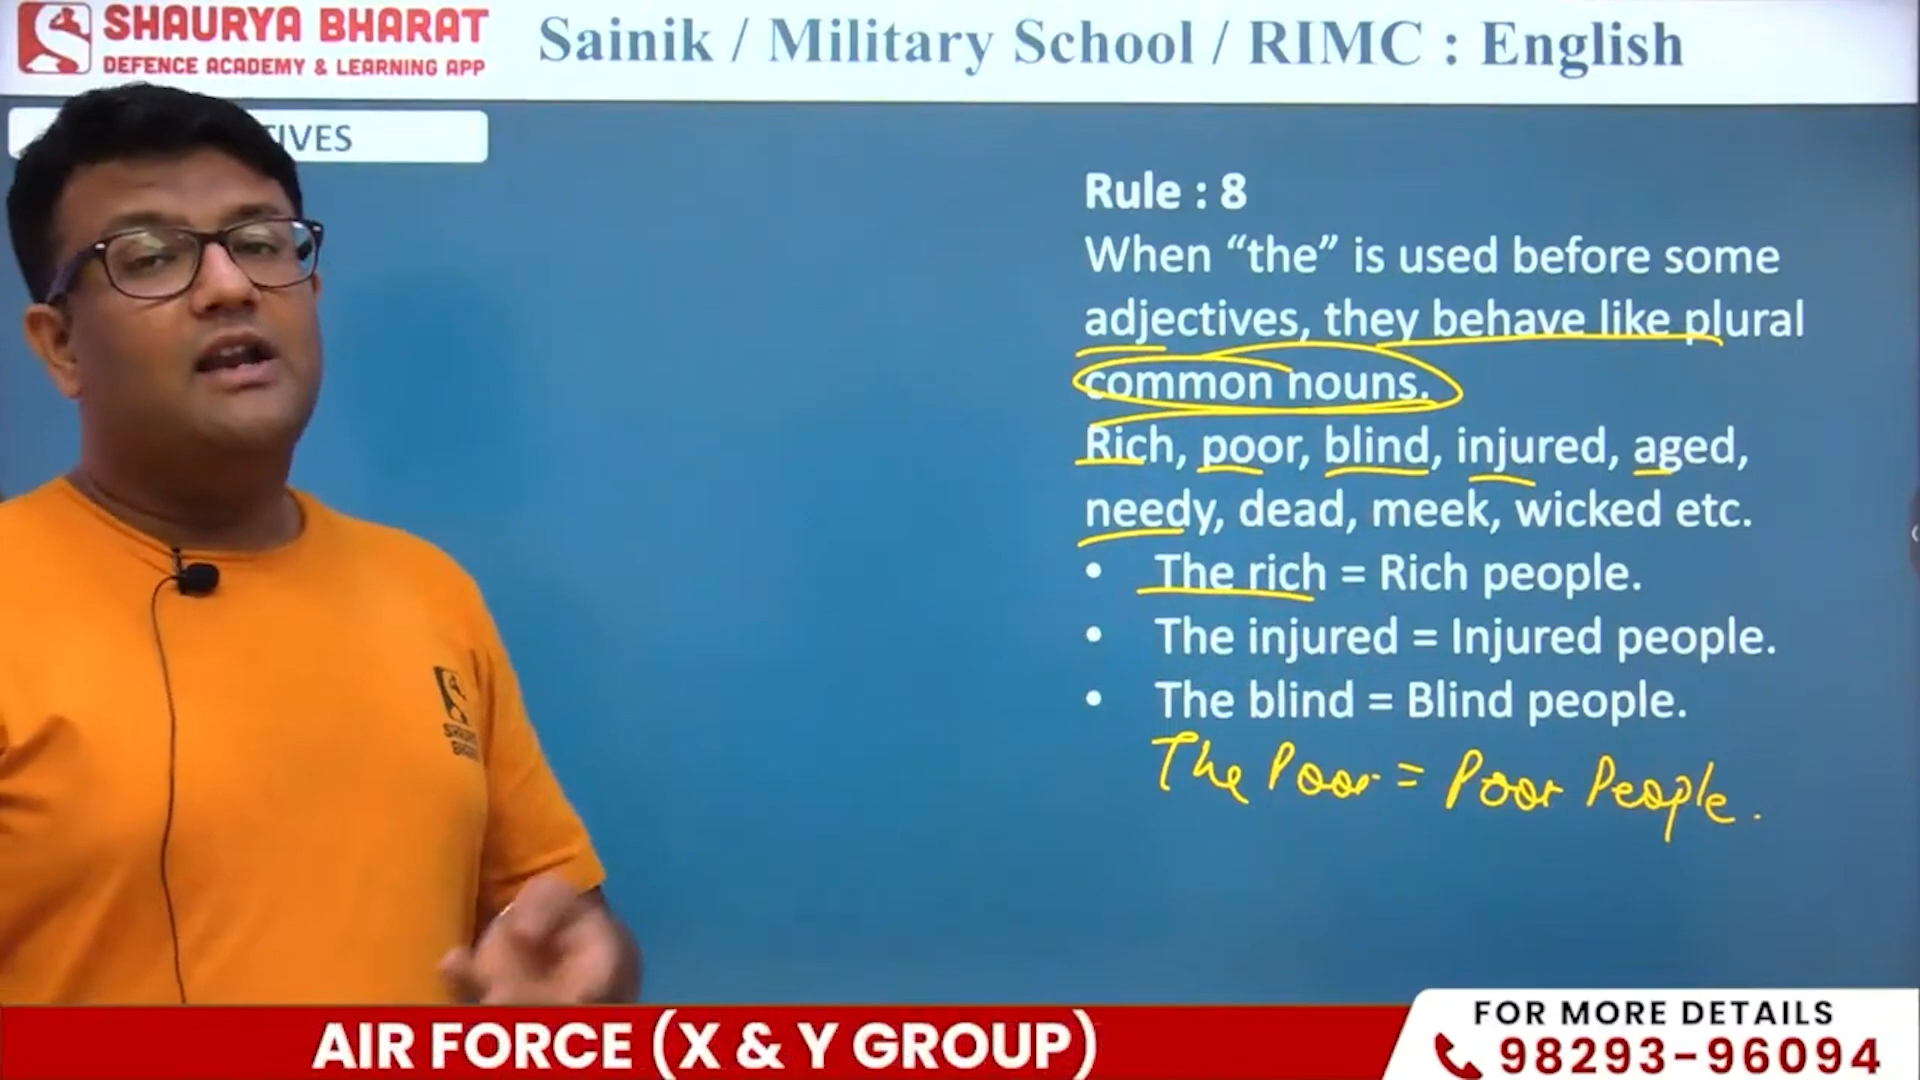 SHAURYA BHARAT
DEFENCE ACADEMY & LEARNING APP
Sainik / Military School / RIMC : English
Rule : 8
When “the” is used before some
adjectives, they behave like plural
common nouns.
Rich, poor, blind, injured, aged,
needy, dead, meek, wicked etc.
• The rich = Rich people.
• The injured = Injured people.
• The blind = Blind people.
The Poor = Poor People.
SHAURYA
BHARAT
AIR FORCE (X & Y GROUP)
FOR MORE DETAILS
98293-96094